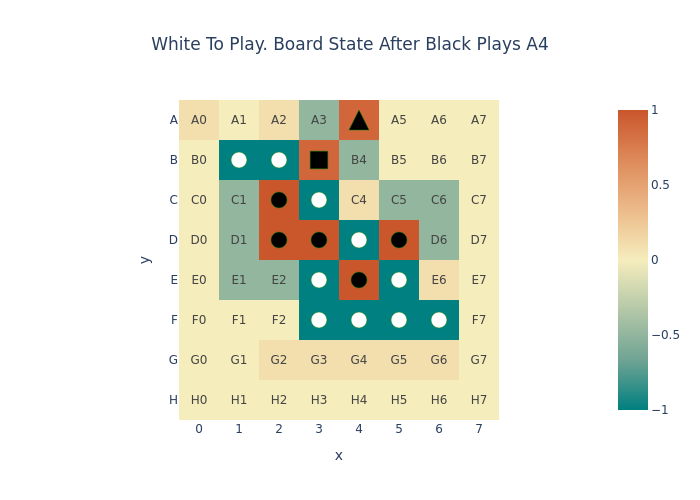 White To Play. Board State After Black Plays A4
A A0 A1 A2 A3 A5 A6 A7
B B0 B4 B5 B6 B7
C C0 C1 C4 C5 C6 C7
D D0 D1 D6 D7
E E0 E1 E2 E6 E7
F F0 F1 F2 F7
G G0 G1 G2 G3 G4 G5 G6 G7
H H0 H1 H2 H3 H4 H5 H6 H7
0 1 2 3 4 5 6 7
x
y
1
0.5
0
−0.5
−1